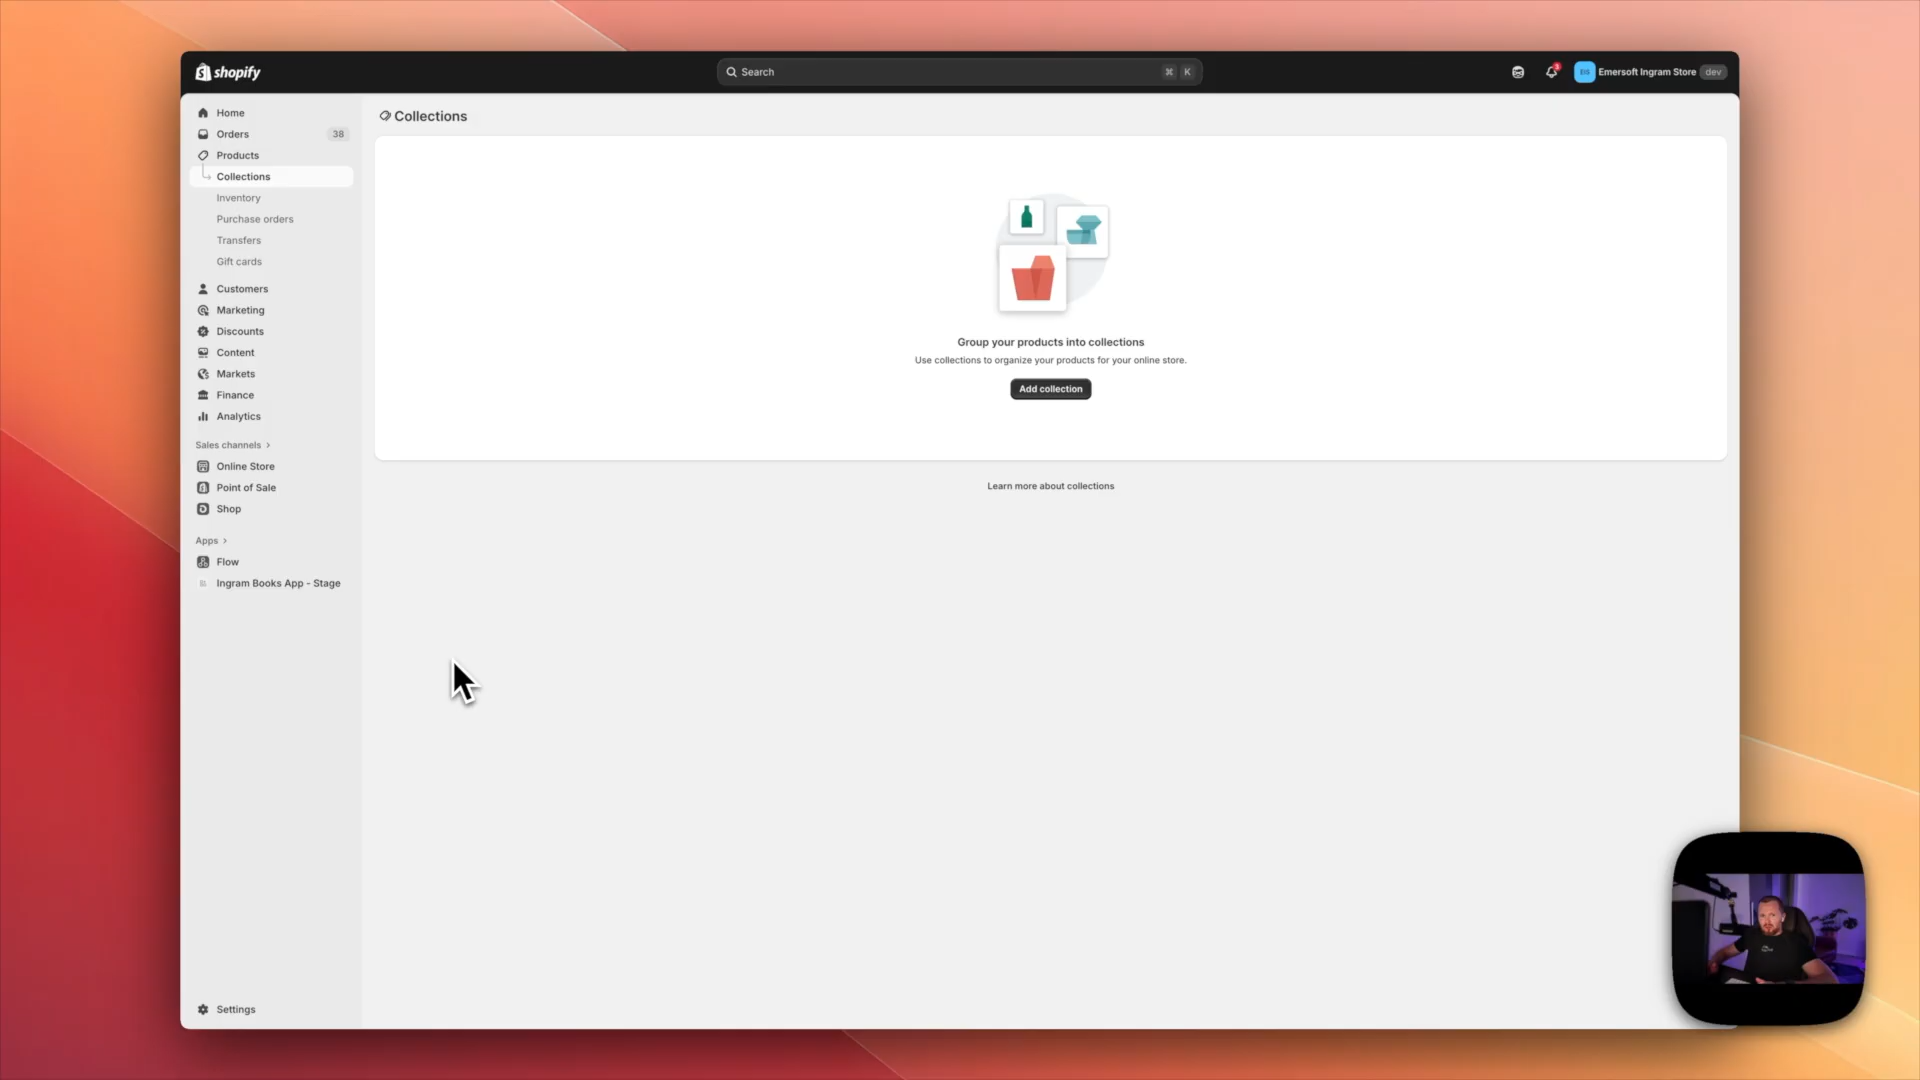 shopify
Search
⌘ K
3
EIS
Emersoft Ingram Store
dev
Home
Orders
38
Products
Collections
Inventory
Purchase orders
Transfers
Gift cards
Customers
Marketing
Discounts
Content
Markets
Finance
Analytics
Sales channels
Online Store
Point of Sale
Shop
Apps
Flow
Ingram Books App - Stage
Settings
Collections
Group your products into collections
Use collections to organize your products for your online store.
Add collection
Learn more about collections